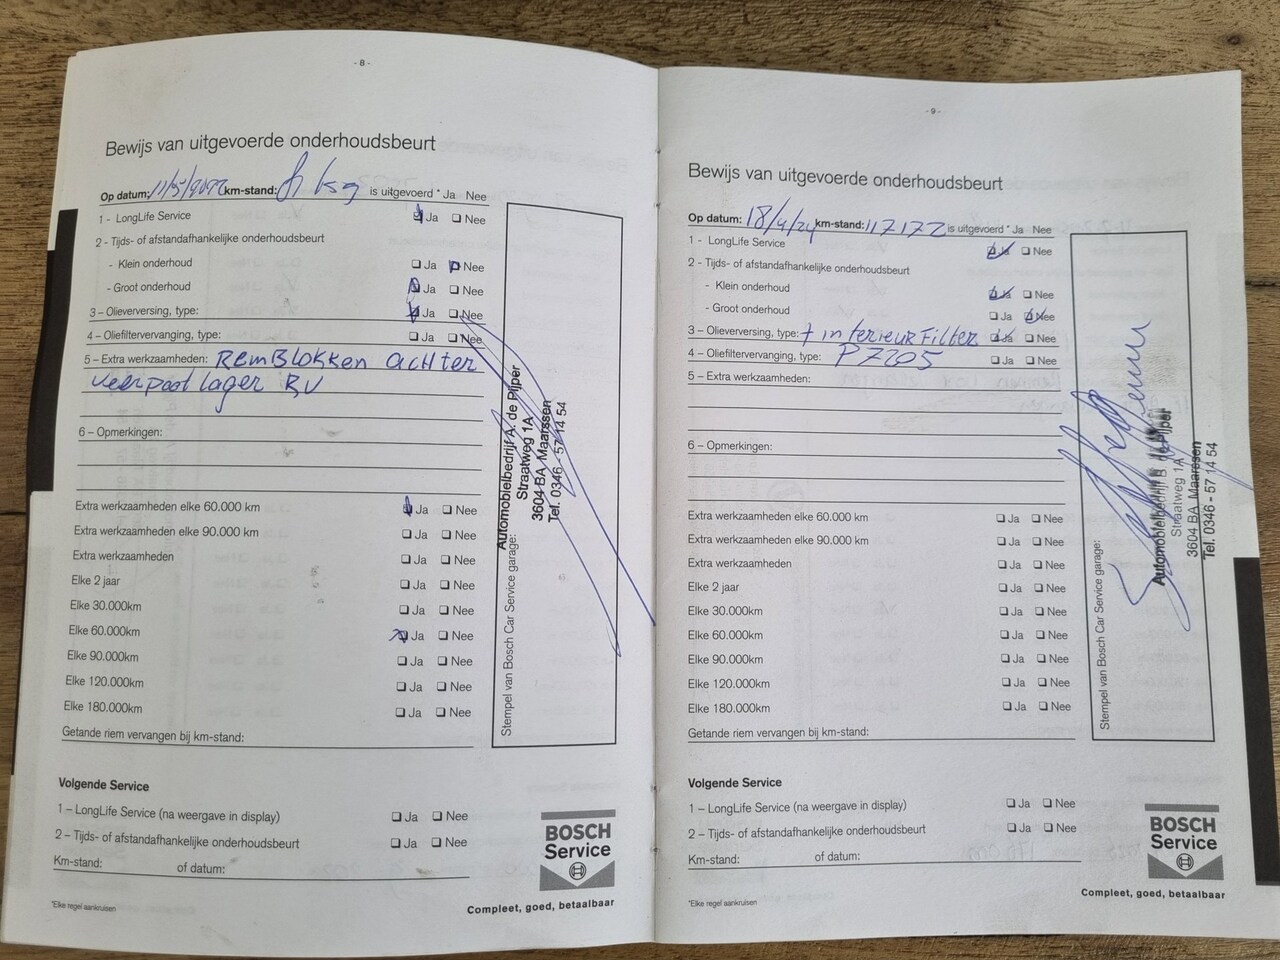 - 8 -
Bewijs van uitgevoerde onderhoudsbeurt
Op datum: 11/5/2022 km-stand: is uitgevoerd * Ja Nee
1 - LongLife Service Ja Nee
2 - Tijds- of afstandafhankelijke onderhoudsbeurt
- Klein onderhoud Ja Nee
- Groot onderhoud Ja Nee
3 - Olieverversing, type: Ja Nee
4 – Oliefiltervervanging, type: Ja Nee
5 – Extra werkzaamheden: RemBlokken achter
veerpoot lager RV
6 – Opmerkingen:
Extra werkzaamheden elke 60.000 km Ja Nee
Extra werkzaamheden elke 90.000 km Ja Nee
Extra werkzaamheden Ja Nee
Elke 2 jaar Ja Nee
Elke 30.000km Ja Nee
Elke 60.000km Ja Nee
Elke 90.000km Ja Nee
Elke 120.000km Ja Nee
Elke 180.000km Ja Nee
Getande riem vervangen bij km-stand:
Stempel van Bosch Car Service garage:
Automobielbedrijf A. de Pijper
Straatweg 1A
3604 BA Maarssen
Tel. 0346 - 57 14 54
Volgende Service
1 – LongLife Service (na weergave in display) Ja Nee
2 – Tijds- of afstandafhankelijke onderhoudsbeurt Ja Nee
Km-stand: of datum:
*Elke regel aankruisen
BOSCH
Service
Compleet, goed, betaalbaar
- 9 -
Bewijs van uitgevoerde onderhoudsbeurt
Op datum: 18/4/24 km-stand: 117172 is uitgevoerd * Ja Nee
1 - LongLife Service Ja Nee
2 - Tijds- of afstandafhankelijke onderhoudsbeurt
- Klein onderhoud Ja Nee
- Groot onderhoud Ja Nee
3 - Olieverversing, type: + interieur Filter Ja
4 – Oliefiltervervanging, type: P7205 Ja Nee
5 – Extra werkzaamheden: Ja Nee
6 – Opmerkingen:
Extra werkzaamheden elke 60.000 km Ja Nee
Extra werkzaamheden elke 90.000 km Ja Nee
Extra werkzaamheden Ja Nee
Elke 2 jaar Ja Nee
Elke 30.000km Ja Nee
Elke 60.000km Ja Nee
Elke 90.000km Ja Nee
Elke 120.000km Ja Nee
Elke 180.000km Ja Nee
Getande riem vervangen bij km-stand:
Stempel van Bosch Car Service garage:
Automobielbedrijf B de Pijper
Straatweg 1A
3604 BA Maarssen
Tel. 0346 - 57 14 54
Volgende Service
1 – LongLife Service (na weergave in display) Ja Nee
2 – Tijds- of afstandafhankelijke onderhoudsbeurt Ja Nee
Km-stand: of datum:
*Elke regel aankruisen
BOSCH
Service
Compleet, goed, betaalbaar